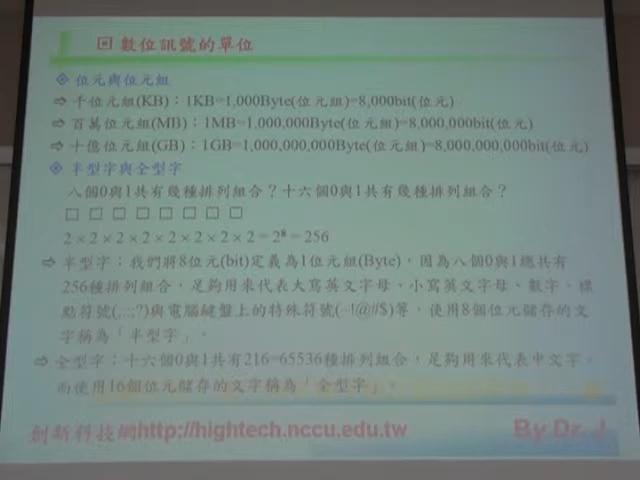 數位訊號的單位
位元與位元組
千位元組(KB)：1KB=1,000Byte(位元組)=8,000bit(位元)
百萬位元組(MB)：1MB=1,000,000Byte(位元組)=8,000,000bit(位元)
十億位元組(GB)：1GB=1,000,000,000Byte(位元組)=8,000,000,000bit(位元)
半型字與全型字
八個0與1共有幾種排列組合？十六個0與1共有幾種排列組合？
2×2×2×2×2×2×2×2=2⁸=256
半型字：我們將8位元(bit)定義為1位元組(Byte)，因為八個0與1總共有
256種排列組合，足夠用來代表大寫英文字母、小寫英文字母、數字、標
點符號(,.:;?)與電腦鍵盤上的特殊符號(~!@#$)等，使用8個位元儲存的文
字稱為「半型字」。
全型字：十六個0與1共有216=65536種排列組合，足夠用來代表中文字，
而使用16個位元儲存的文字稱為「全型字」。
創新科技網http://hightech.nccu.edu.tw
By Dr. J